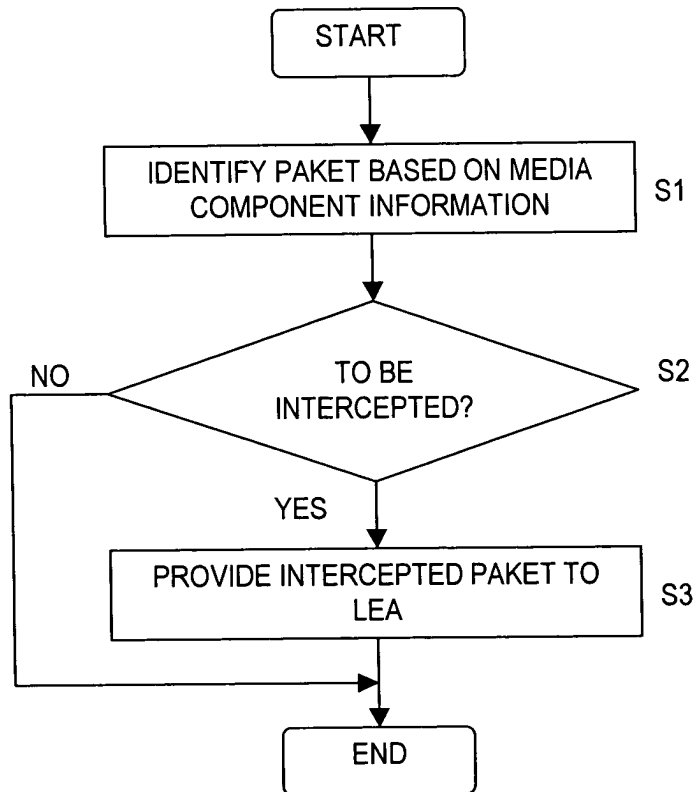 START
IDENTIFY PAKET BASED ON MEDIA
COMPONENT INFORMATION
S1
TO BE
INTERCEPTED?
S2
NO
YES
PROVIDE INTERCEPTED PAKET TO
LEA
S3
END